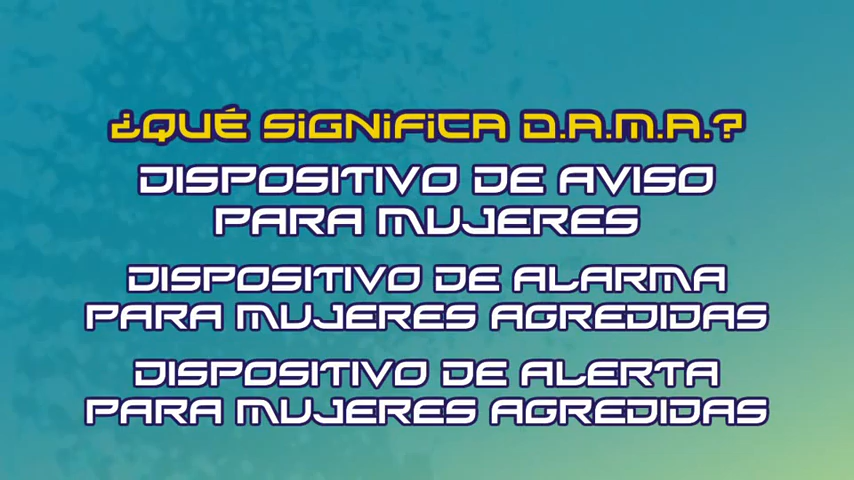 ¿QUÉ SIGNIFICA D.A.M.A.?
DISPOSITIVO DE AVISO
PARA MUJERES
DISPOSITIVO DE ALARMA
PARA MUJERES AGREDIDAS
DISPOSITIVO DE ALERTA
PARA MUJERES AGREDIDAS